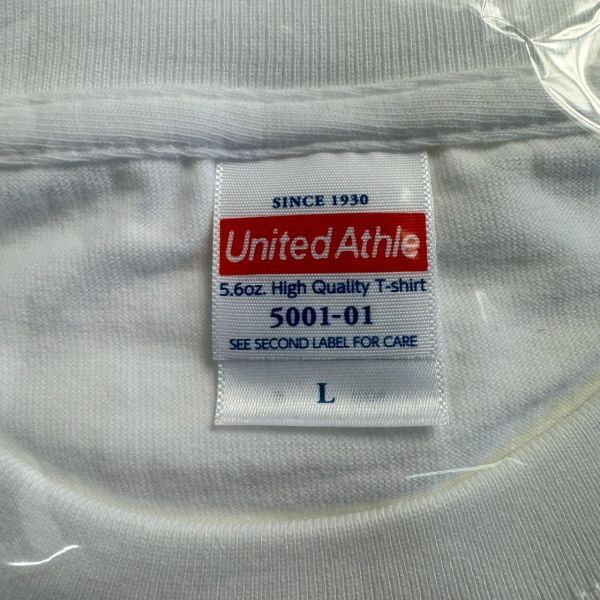 SINCE 1930
United Athle
5.6oz. High Quality T-shirt
5001-01
SEE SECOND LABEL FOR CARE
L